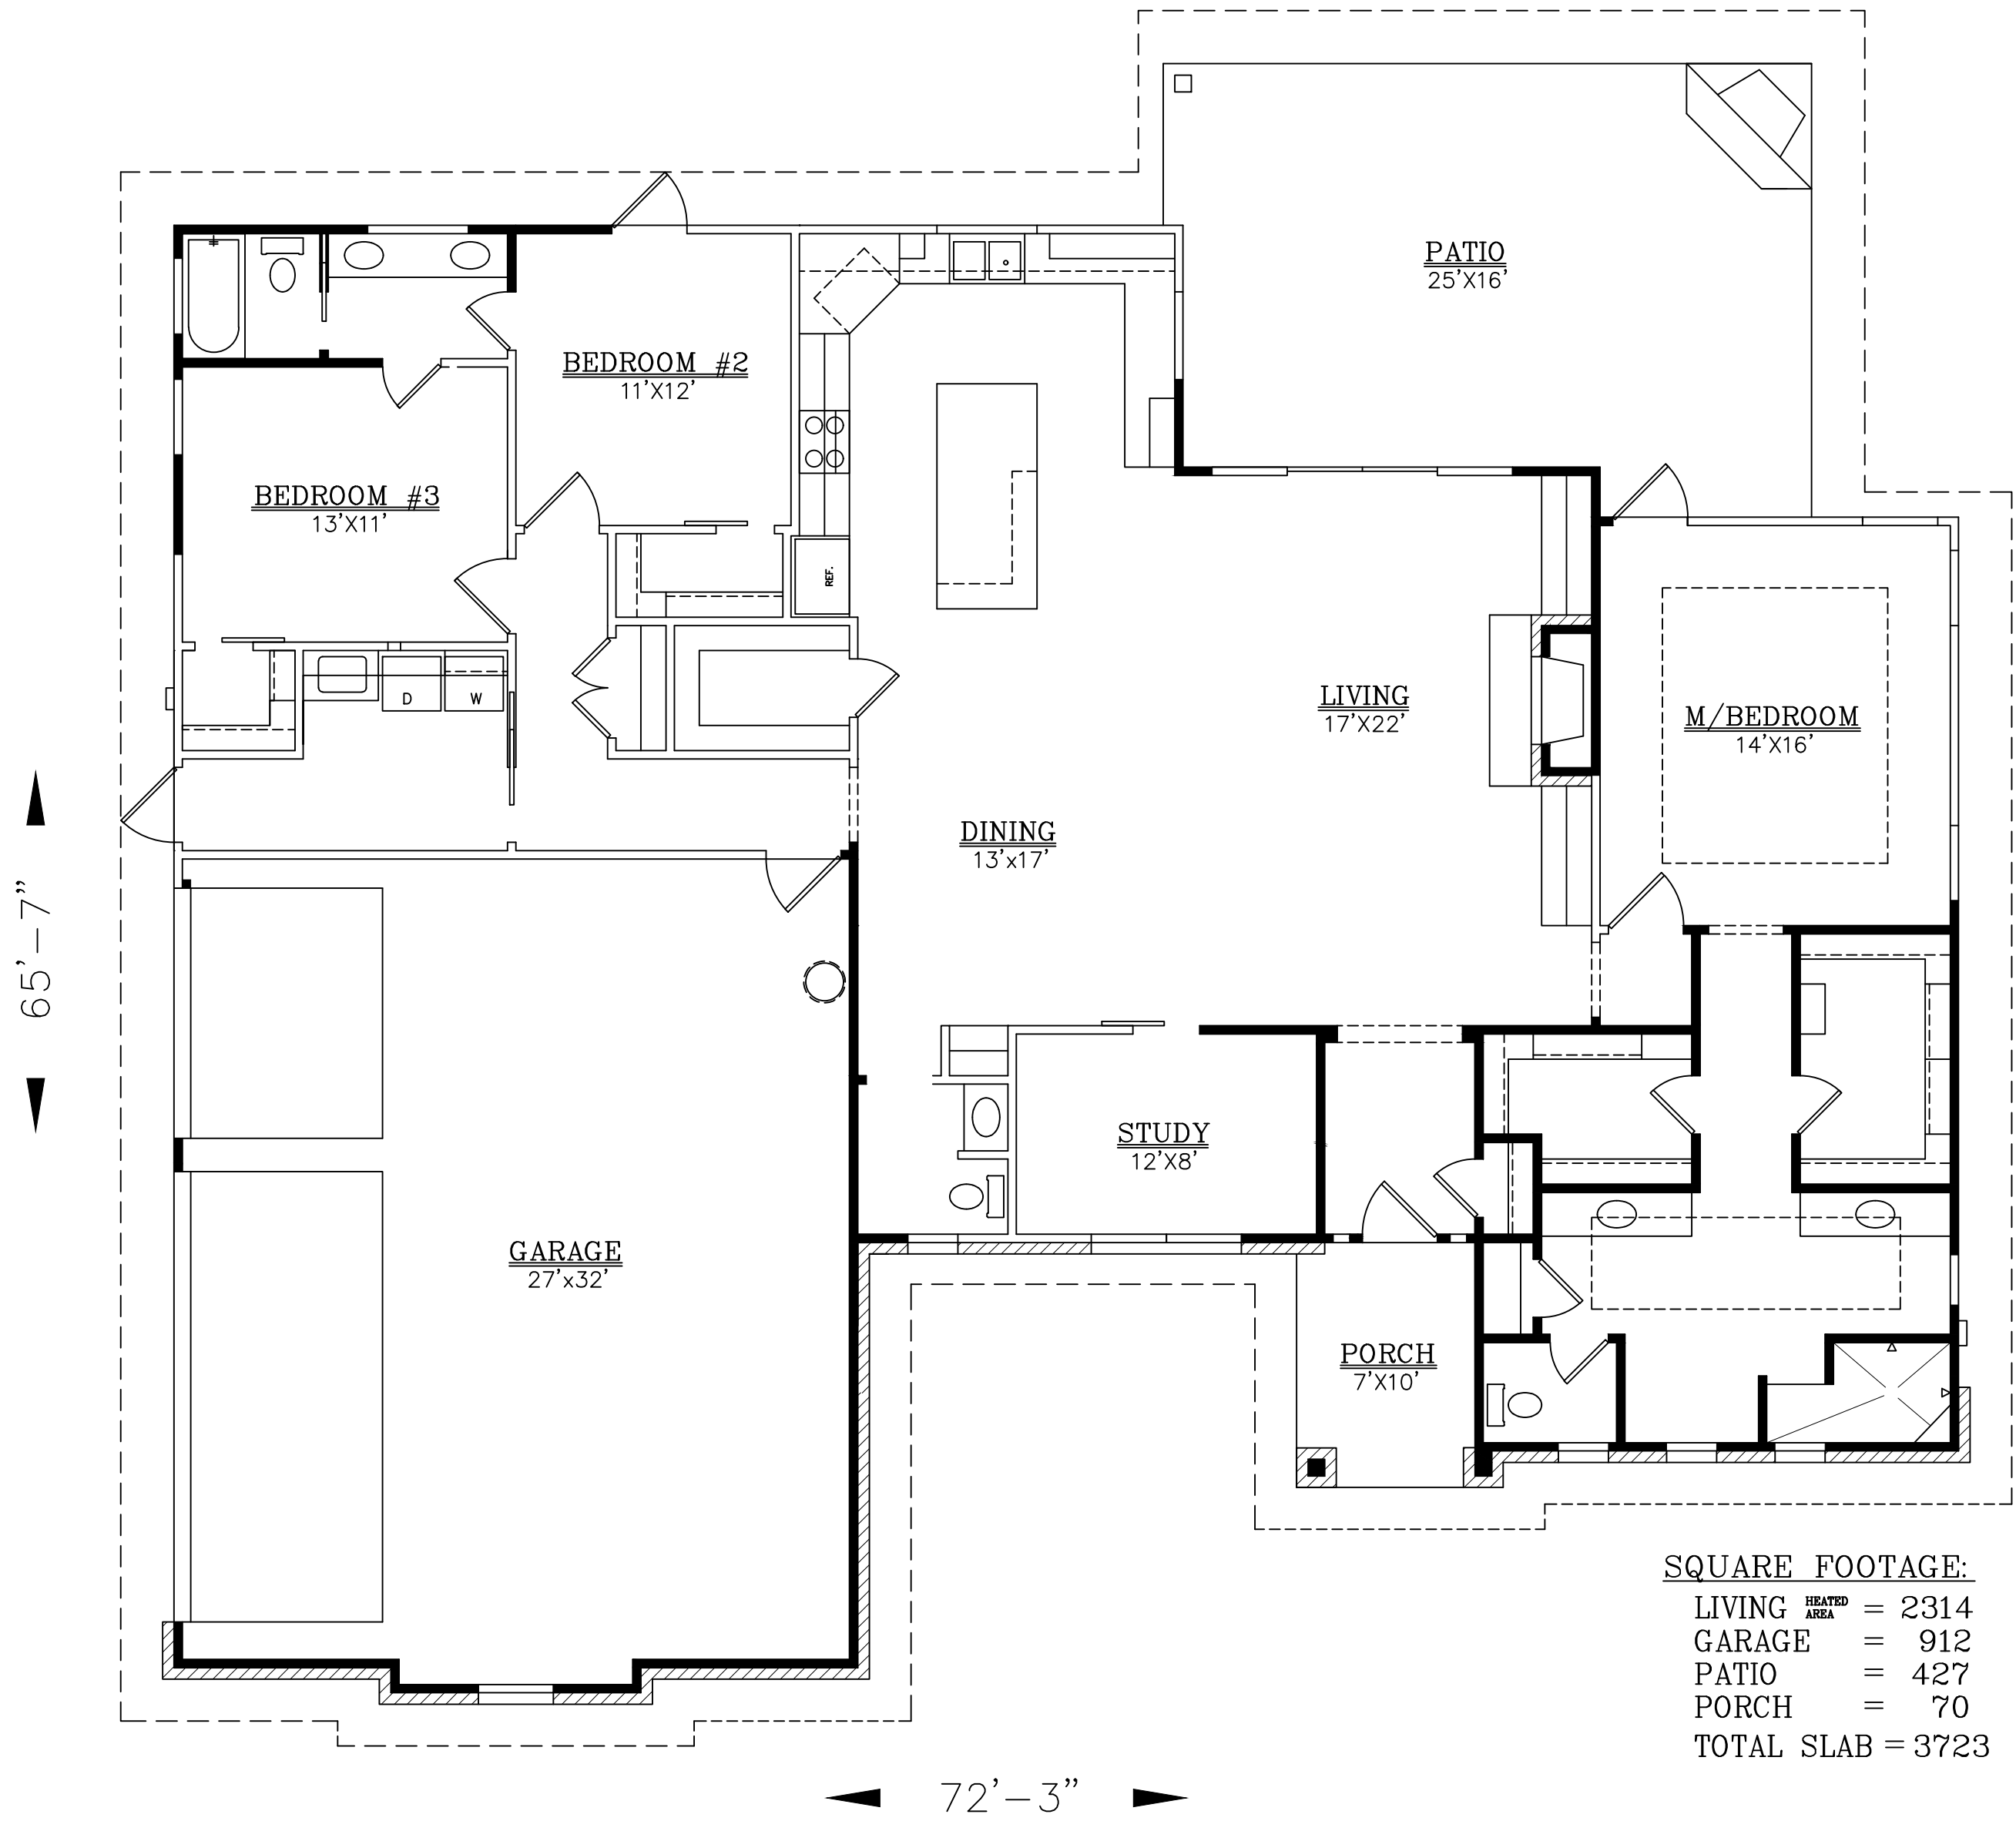 PATIO
25'X16'
BEDROOM #2
11'X12'
BEDROOM #3
13'X11'
REF.
D
W
LIVING
17'X22'
M/BEDROOM
14'X16'
DINING
13'x17'
65'-7"
STUDY
12'X8'
GARAGE
27'x32'
PORCH
7'X10'
SQUARE FOOTAGE:
LIVING HEATED AREA = 2314
GARAGE = 912
PATIO = 427
PORCH = 70
TOTAL SLAB = 3723
72'-3"